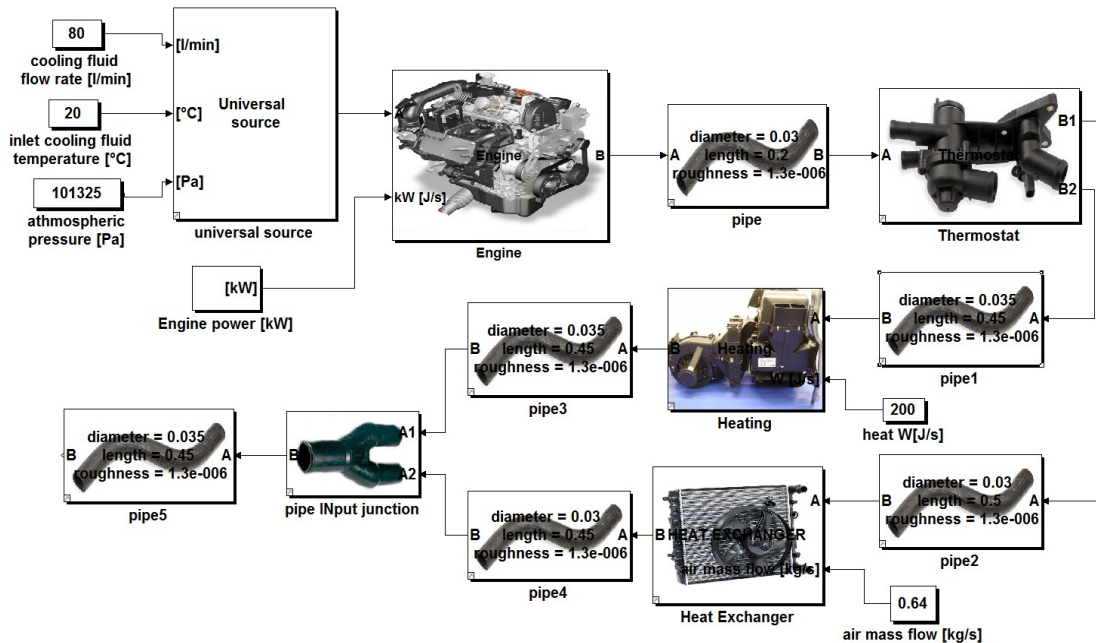 80
cooling fluid
flow rate [l/min]
20
inlet cooling fluid
temperature [°C]
101325
athmospheric
pressure [Pa]
[l/min]
[°C]
[Pa]
Universal
source
universal source
[kW]
Engine power [kW]
A
Engine
B
kW [J/s]
Engine
A
diameter = 0.03
length = 0.2
roughness = 1.3e-006
B
pipe
A
Thermostat
B1
B2
Thermostat
B
diameter = 0.035
length = 0.45
roughness = 1.3e-006
A
pipe1
A
Heating
B
W [J/s]
Heating
200
heat W[J/s]
B
diameter = 0.035
length = 0.45
roughness = 1.3e-006
A
pipe3
B
A1
A2
pipe INput junction
B
diameter = 0.035
length = 0.45
roughness = 1.3e-006
A
pipe5
B
diameter = 0.03
length = 0.45
roughness = 1.3e-006
A
pipe4
A
B
HEAT EXCHANGER
air mass flow [kg/s]
Heat Exchanger
B
diameter = 0.03
length = 0.5
roughness = 1.3e-006
A
pipe2
0.64
air mass flow [kg/s]